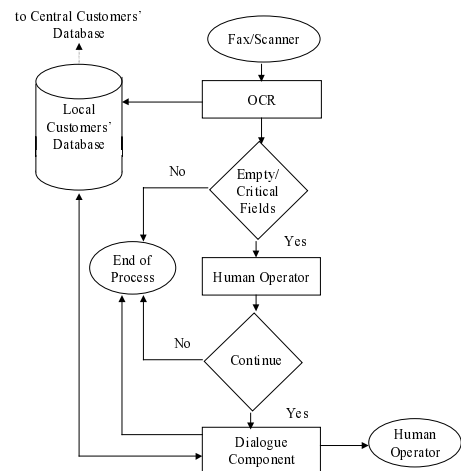 to Central Customers’
Database
Fax/Scanner
OCR
Local
Customers’
Database
Empty/
Critical
Fields
No
Yes
End of
Process
Human Operator
No
Continue
Yes
Dialogue
Component
Human
Operator